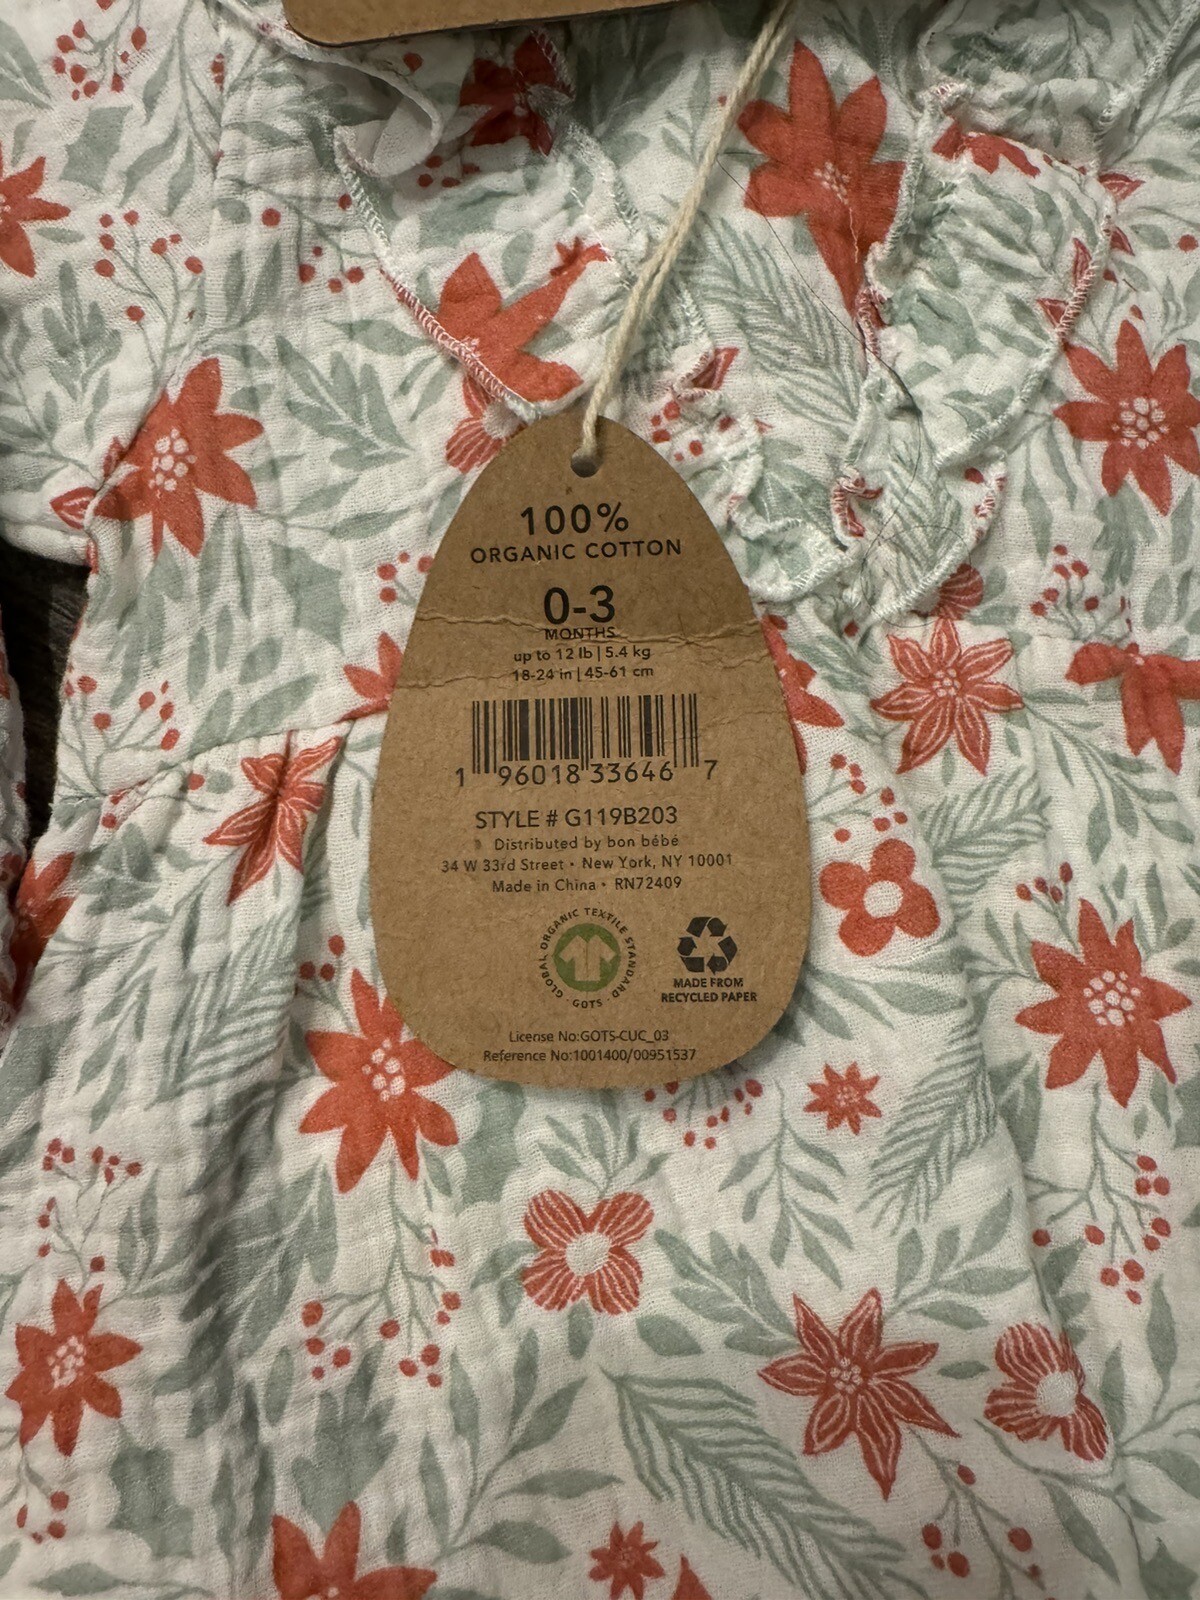 100%
ORGANIC COTTON
0-3
MONTHS
up to 12 lb | 5.4 kg
18-24 in | 45-61 cm
1 96018 33646 7
STYLE # G119B203
Distributed by bon bébé
34 W 33rd Street • New York, NY 10001
Made in China • RN72409
GLOBAL ORGANIC TEXTILE STANDARD · GOTS ·
MADE FROM
RECYCLED PAPER
License No:GOTS-CUC_03
Reference No:1001400/00951537